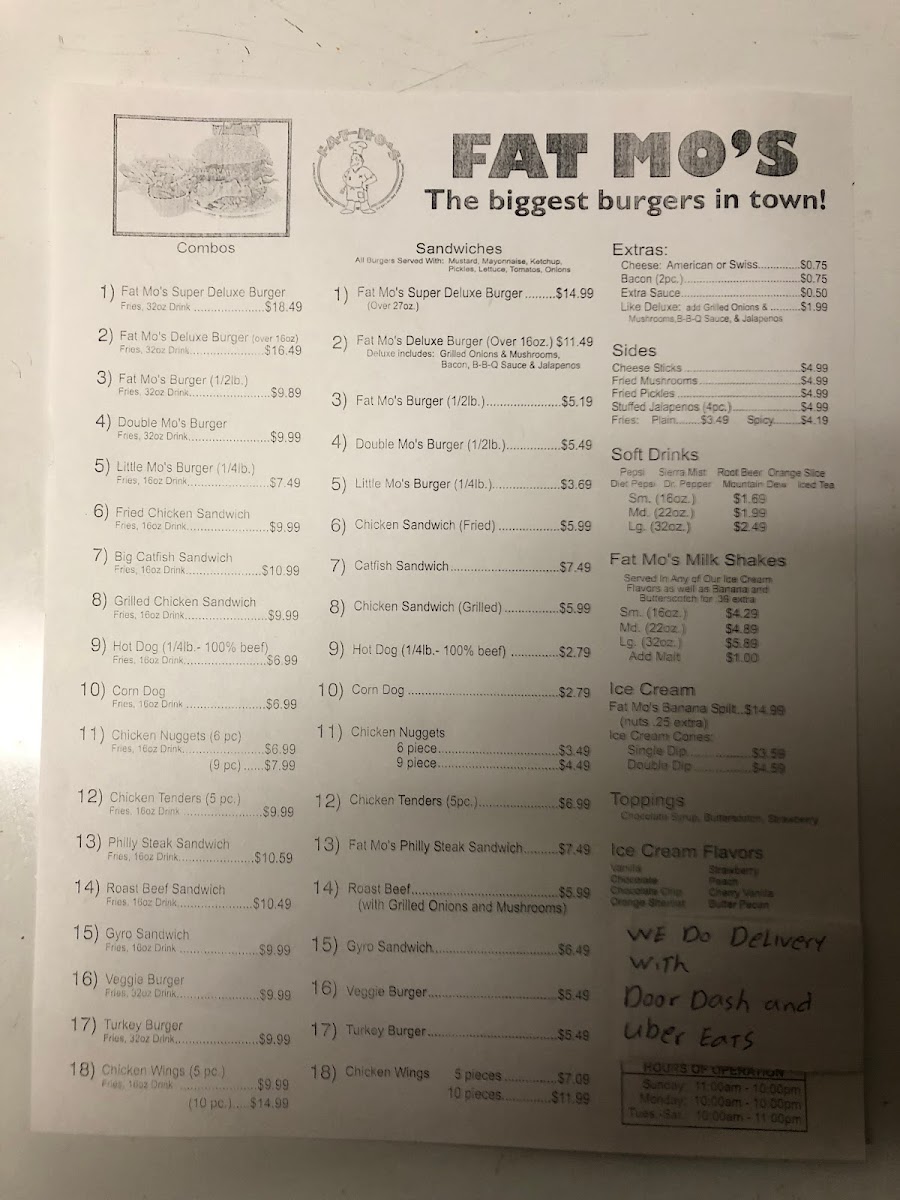 FAT-MO'S
FAT MO'S
The biggest burgers in town!
Combos
1) Fat Mo's Super Deluxe Burger
Fries, 32oz Drink....................$18.49
2) Fat Mo's Deluxe Burger (over 16oz)
Fries, 32oz Drink....................$16.49
3) Fat Mo's Burger (1/2lb.)
Fries, 32oz Drink....................$9.89
4) Double Mo's Burger
Fries, 32oz Drink....................$9.99
5) Little Mo's Burger (1/4lb.)
Fries, 16oz Drink....................$7.49
6) Fried Chicken Sandwich
Fries, 16oz Drink....................$9.99
7) Big Catfish Sandwich
Fries, 16oz Drink....................$10.99
8) Grilled Chicken Sandwich
Fries, 16oz Drink....................$9.99
9) Hot Dog (1/4lb.- 100% beef)
Fries, 16oz Drink....................$6.99
10) Corn Dog
Fries, 16oz Drink....................$6.99
11) Chicken Nuggets (6 pc)
Fries, 16oz Drink....................$6.99
(9 pc)......$7.99
12) Chicken Tenders (5 pc.)
Fries, 16oz Drink....................$9.99
13) Philly Steak Sandwich
Fries, 16oz Drink....................$10.59
14) Roast Beef Sandwich
Fries, 16oz Drink....................$10.49
15) Gyro Sandwich
Fries, 16oz Drink....................$9.99
16) Veggie Burger
Fries, 32oz Drink....................$9.99
17) Turkey Burger
Fries, 32oz Drink....................$9.99
18) Chicken Wings (5 pc.)
Fries, 16oz Drink....................$9.99
(10 pc.).....$14.99
Sandwiches
All Burgers Served With: Mustard, Mayonnaise, Ketchup,
Pickles, Lettuce, Tomatos, Onions
1) Fat Mo's Super Deluxe Burger ........$14.99
(Over 27oz.)
2) Fat Mo's Deluxe Burger (Over 16oz.) $11.49
Deluxe includes: Grilled Onions & Mushrooms,
Bacon, B-B-Q Sauce & Jalapenos
3) Fat Mo's Burger (1/2lb.)....................$5.19
4) Double Mo's Burger (1/2lb.)....................$5.49
5) Little Mo's Burger (1/4lb.)....................$3.69
6) Chicken Sandwich (Fried) ....................$5.99
7) Catfish Sandwich....................$7.49
8) Chicken Sandwich (Grilled) ....................$5.99
9) Hot Dog (1/4lb.- 100% beef) ....................$2.79
10) Corn Dog ....................$2.79
11) Chicken Nuggets
6 piece....................$3.49
9 piece....................$4.49
12) Chicken Tenders (5pc.)....................$6.99
13) Fat Mo's Philly Steak Sandwich........$7.49
14) Roast Beef....................$5.99
(with Grilled Onions and Mushrooms)
15) Gyro Sandwich....................$6.49
16) Veggie Burger....................$5.49
17) Turkey Burger....................$5.49
18) Chicken Wings 5 pieces....................$7.09
10 pieces....................$11.99
Extras:
Cheese: American or Swiss.............$0.75
Bacon (2pc.)....................$0.75
Extra Sauce....................$0.50
Like Deluxe: add Grilled Onions & .........$1.99
Mushrooms,B-B-Q Sauce, & Jalapenos
Sides
Cheese Sticks....................$4.99
Fried Mushrooms....................$4.99
Fried Pickles....................$4.99
Stuffed Jalapenos (4pc.)....................$4.99
Fries: Plain........$3.49 Spicy........$4.19
Soft Drinks
Pepsi Sierra Mist Root Beer Orange Slice
Diet Pepsi Dr. Pepper Mountain Dew Iced Tea
Sm. (16oz.) $1.69
Md. (22oz.) $1.99
Lg. (32oz.) $2.49
Fat Mo's Milk Shakes
Served In Any of Our Ice Cream
Flavors as well an Banana and
Butterscotch for .36 extra
Sm. (16oz.) $4.29
Md. (22oz.) $4.89
Lg. (32oz.) $5.89
Add Malt $1.00
Ice Cream
Fat Mo's Banana Split..$14.99
(nuts .25 extra)
Ice Cream Cones:
Single Dip....................$3.59
Double Dip....................$4.59
Toppings
Chocolate Syrup, Butterscotch, Strawberry
Ice Cream Flavors
Vanilla Strawberry
Chocolate Peach
Chocolate Chip Cherry Vanilla
Orange Sherbet Butter Pecan
WE Do DELIVERY
WITH
Door Dash and
Uber EATS
HOURS OF OPERATION
Sunday: 11:00am - 10:00pm
Monday: 10:00am - 10:00pm
Tues.-Sat.: 10:00am - 11:00pm